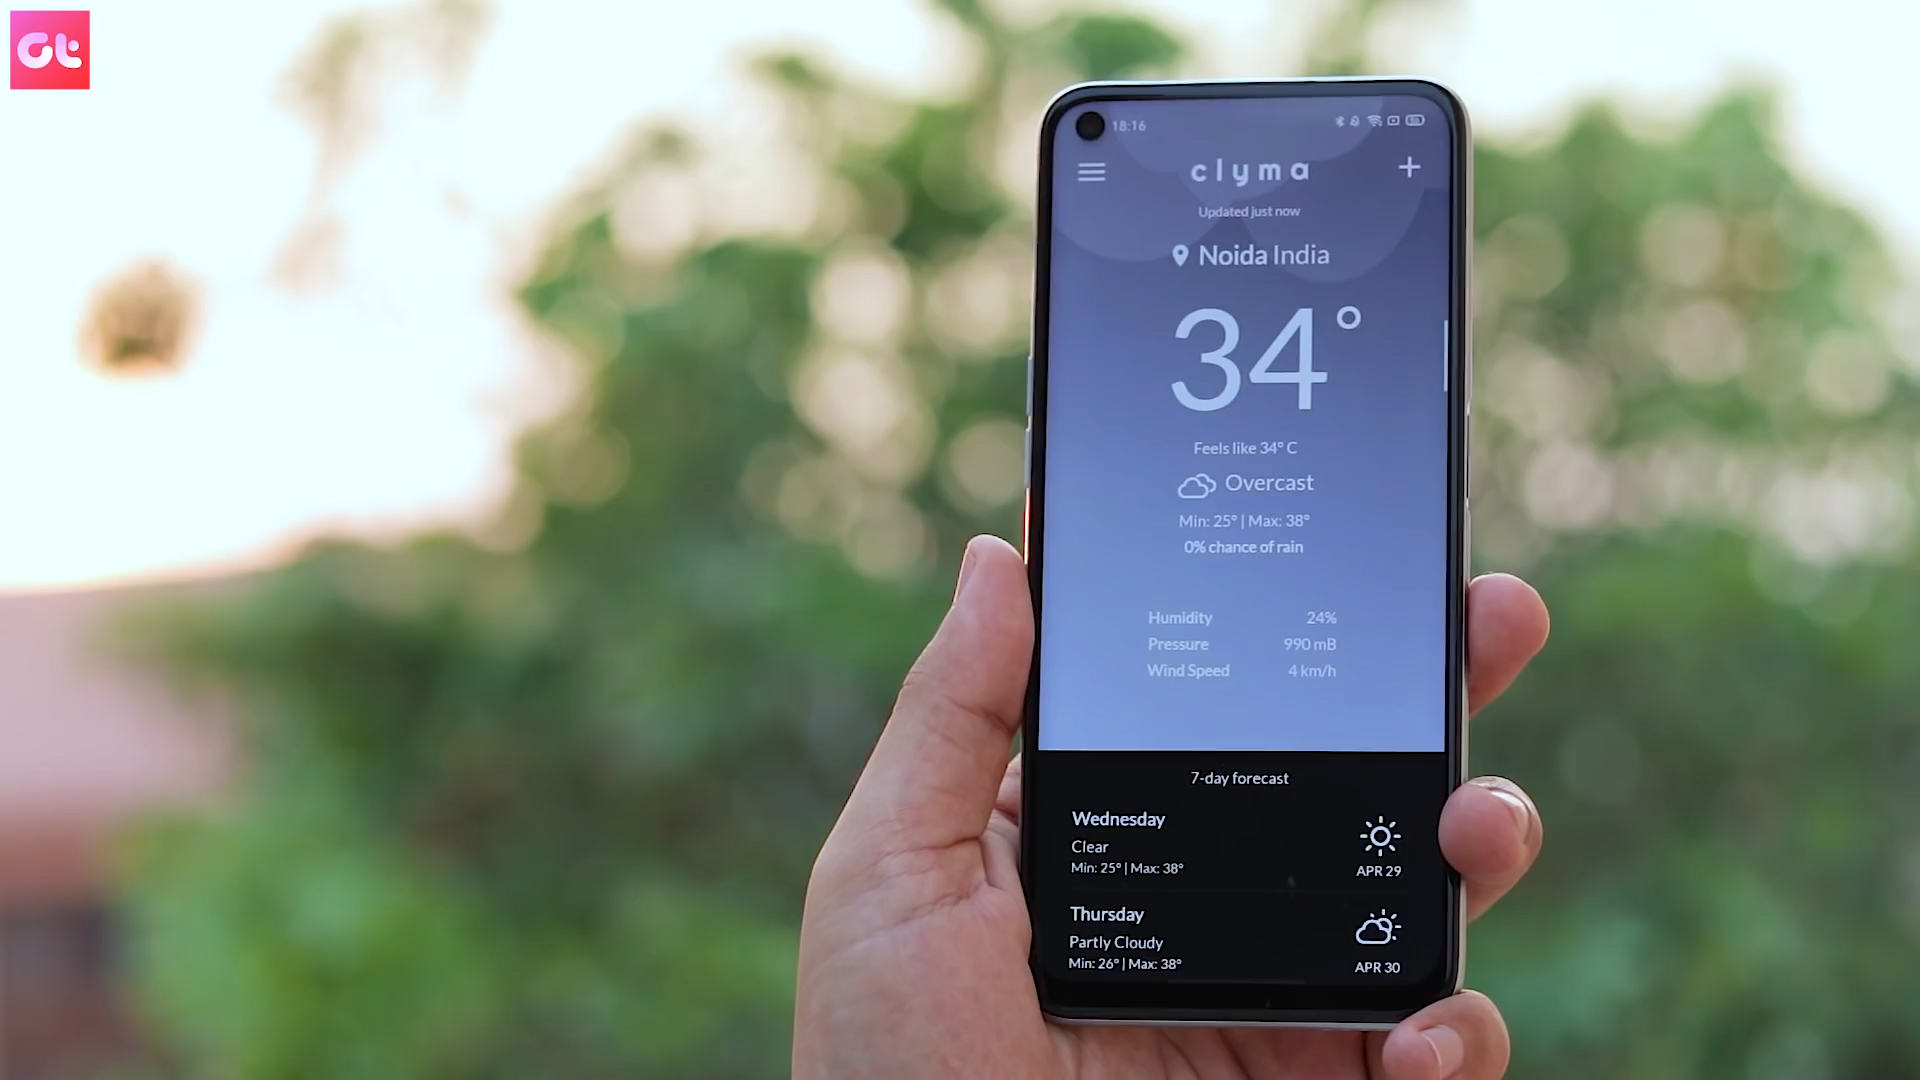 Gt
18:16
clyma
Updated just now
Noida India
34°
Feels like 34° C
Overcast
Min: 25° | Max: 38°
0% chance of rain
Humidity 24%
Pressure 990 mB
Wind Speed 4 km/h
7-day forecast
Wednesday
Clear
Min: 25° | Max: 38°
APR 29
Thursday
Partly Cloudy
Min: 26° | Max: 38°
APR 30